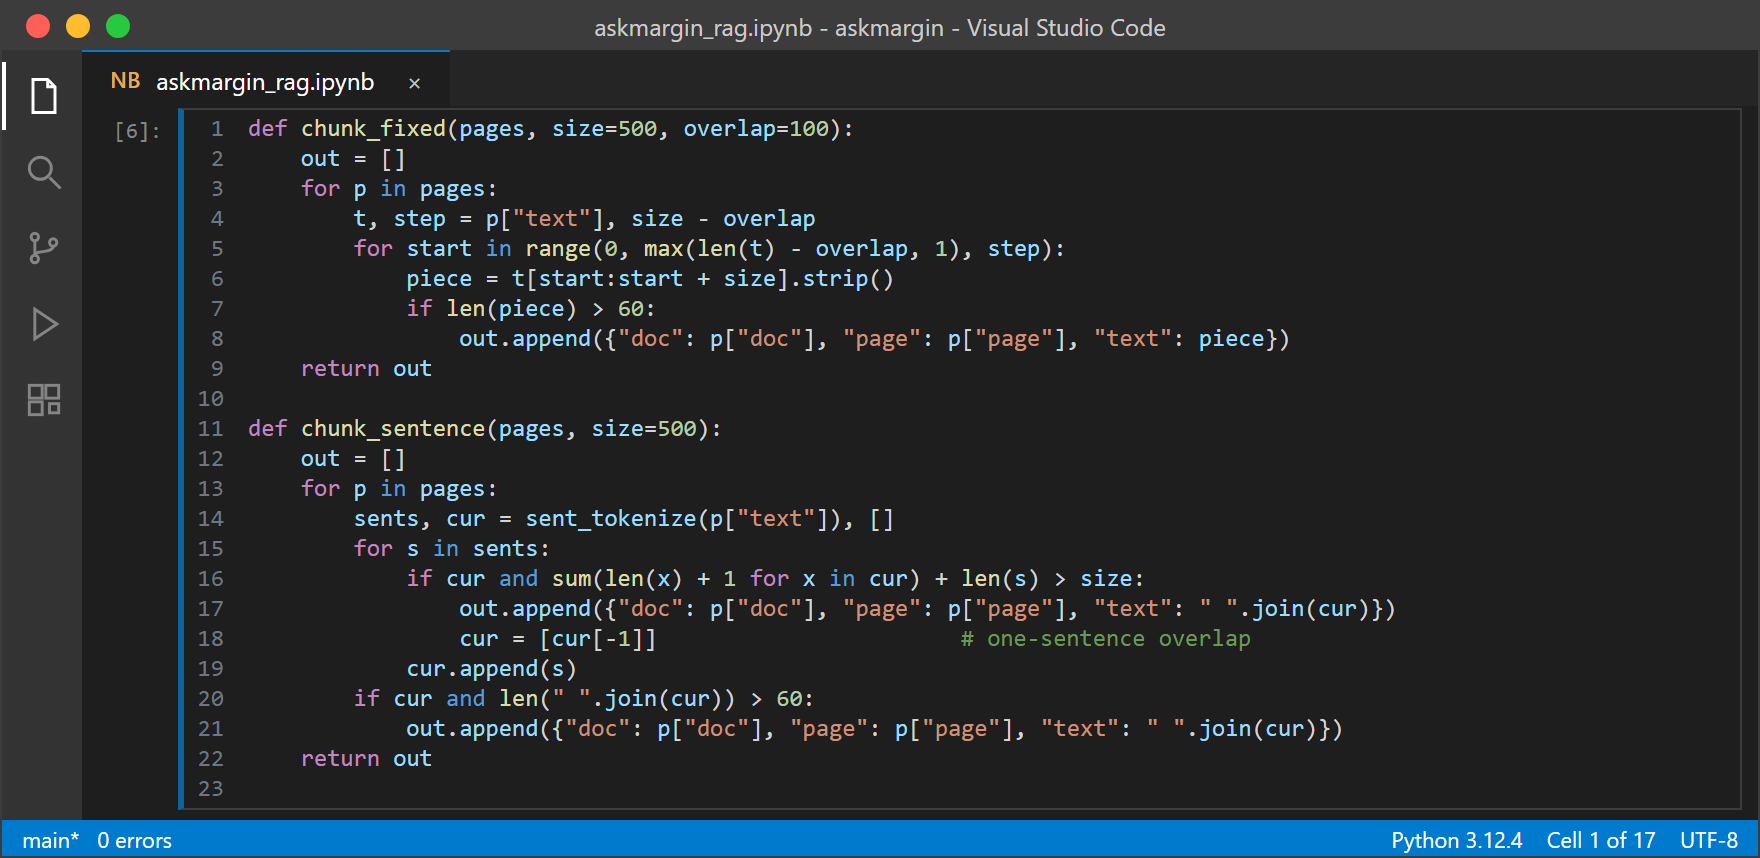 askmargin_rag.ipynb - askmargin - Visual Studio Code
NB askmargin_rag.ipynb ×
[6]:
1 def chunk_fixed(pages, size=500, overlap=100):
2     out = []
3     for p in pages:
4         t, step = p["text"], size - overlap
5         for start in range(0, max(len(t) - overlap, 1), step):
6             piece = t[start:start + size].strip()
7             if len(piece) > 60:
8                 out.append({"doc": p["doc"], "page": p["page"], "text": piece})
9     return out
10
11 def chunk_sentence(pages, size=500):
12     out = []
13     for p in pages:
14         sents, cur = sent_tokenize(p["text"]), []
15         for s in sents:
16             if cur and sum(len(x) + 1 for x in cur) + len(s) > size:
17                 out.append({"doc": p["doc"], "page": p["page"], "text": " ".join(cur)})
18                 cur = [cur[-1]]                       # one-sentence overlap
19             cur.append(s)
20         if cur and len(" ".join(cur)) > 60:
21             out.append({"doc": p["doc"], "page": p["page"], "text": " ".join(cur)})
22     return out
23
main* 0 errors Python 3.12.4 Cell 1 of 17 UTF-8